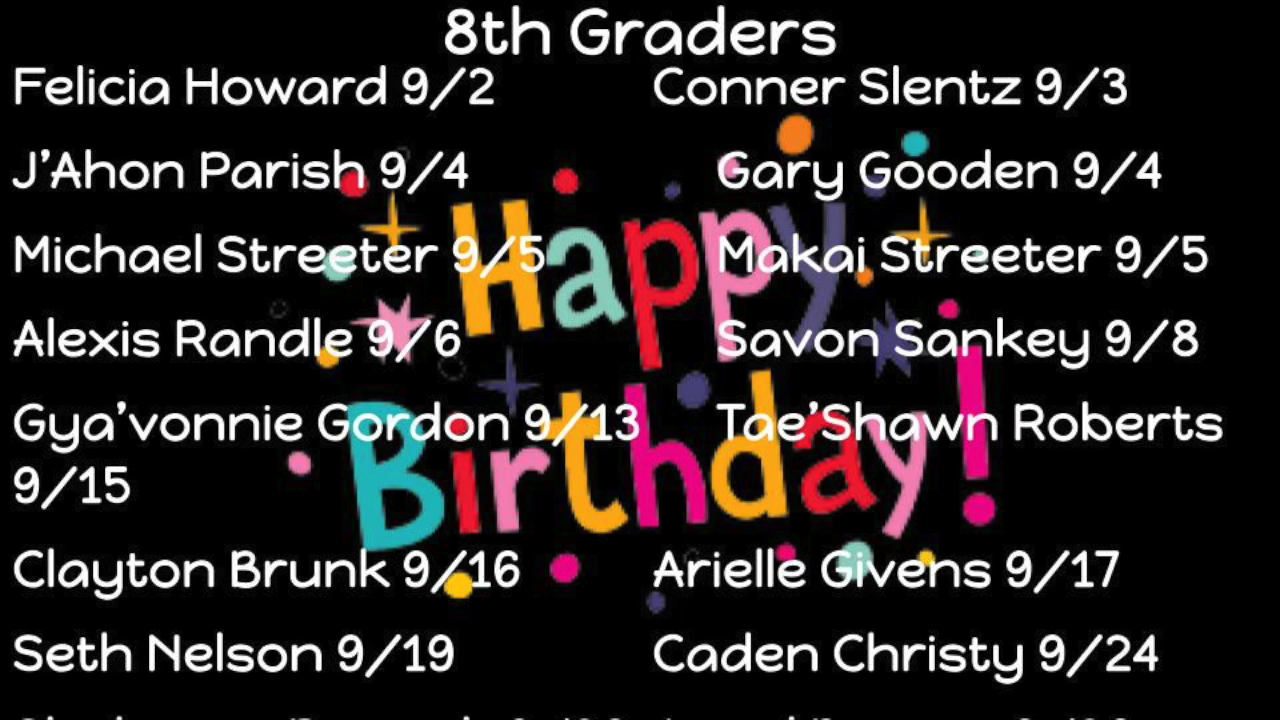 8th Graders
Felicia Howard 9/2 Conner Slentz 9/3
J'Ahon Parish 9/4 Gary Gooden 9/4
Michael Streeter 9/5 Makai Streeter 9/5
Alexis Randle 9/6 Savon Sankey 9/8
Gya'vonnie Gordon 9/13 Tae'Shawn Roberts
9/15
Clayton Brunk 9/16 Arielle Givens 9/17
Seth Nelson 9/19 Caden Christy 9/24
Happy
Birthday!